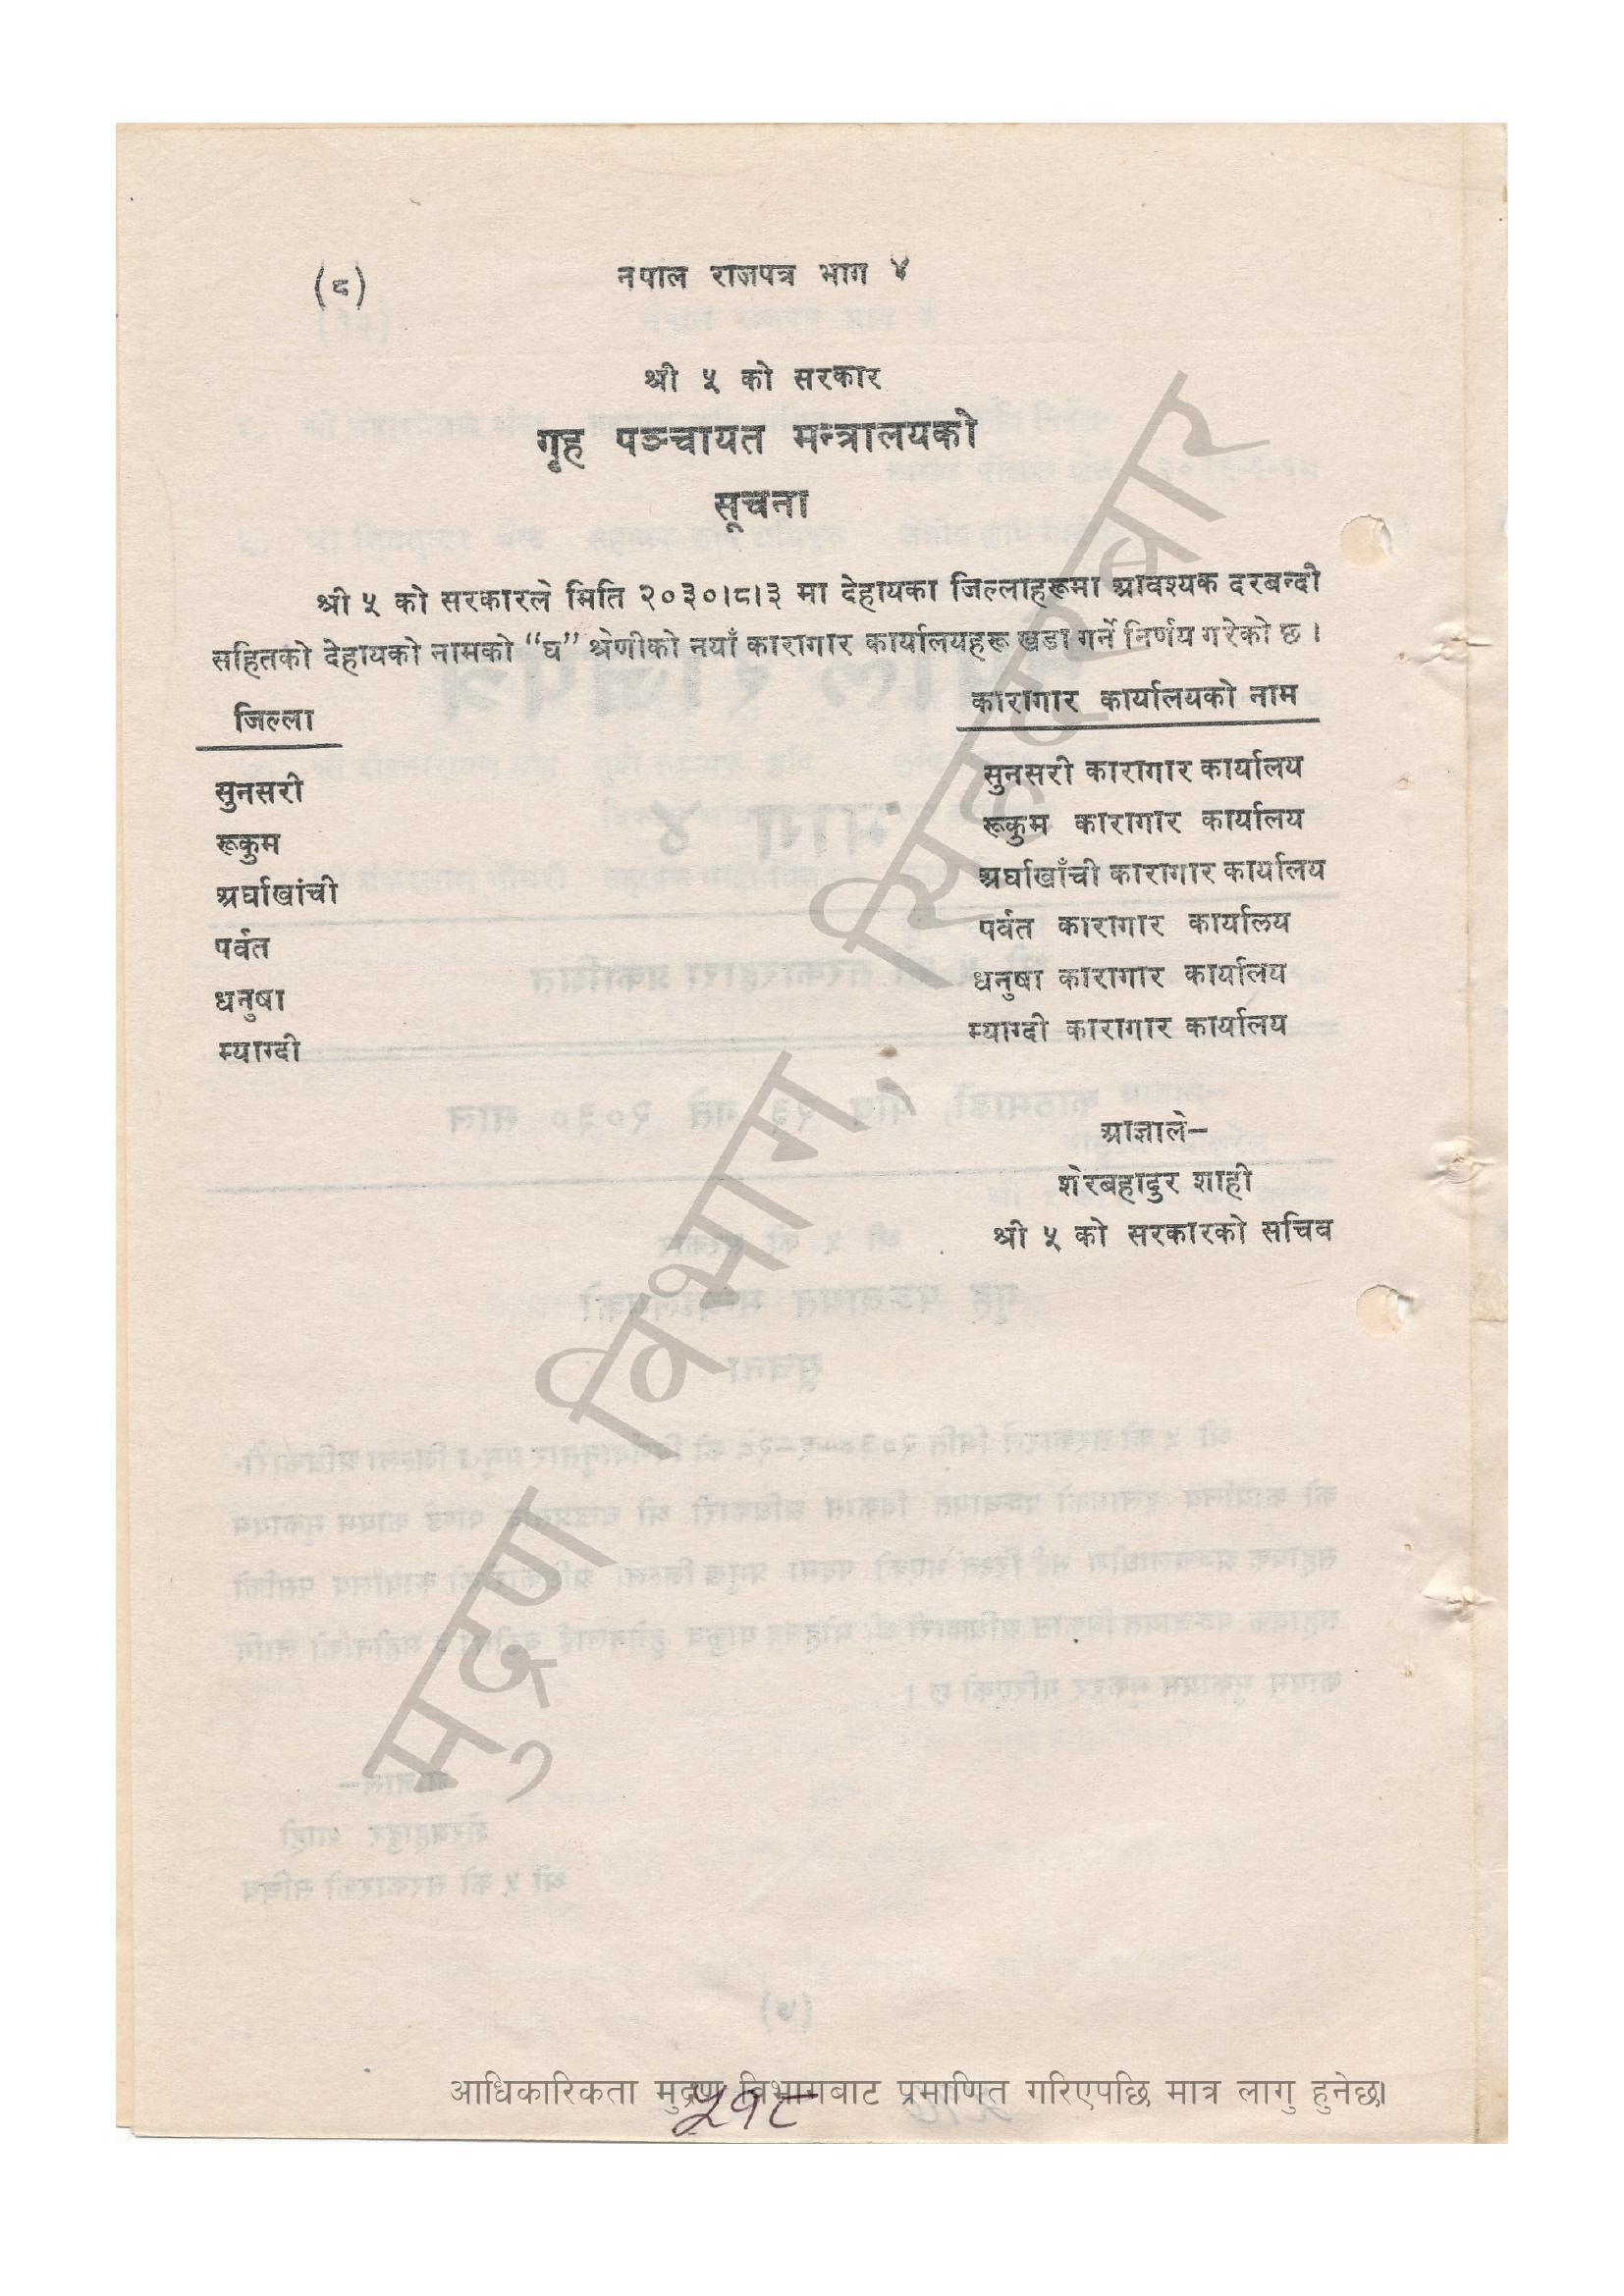 (८) नपाल राजपत्र भाग ४
श्री ५ को सरकार
गृह पञ्चायत मन्त्रालयको
सूचना
श्री ५ को सरकारले मिति २०३०।८।३ मा देहायका जिल्लाहरूमा आवश्यक दरबन्दी
सहितको देहायको नामको “घ” श्रेणीको नयाँ कारागार कार्यालयहरू खडा गर्ने निर्णय गरेको छ ।
जिल्ला कारागार कार्यालयको नाम
सुनसरी सुनसरी कारागार कार्यालय
रूकुम रूकुम कारागार कार्यालय
अर्घाखांची अर्घाखाँची कारागार कार्यालय
पर्वत पर्वत कारागार कार्यालय
धनुषा धनुषा कारागार कार्यालय
म्याग्दी म्याग्दी कारागार कार्यालय
आज्ञाले–
शेरबहादुर शाही
श्री ५ को सरकारको सचिव
मुद्रण विभाग, सिंहदरबार
आधिकारिकता मुद्रण विभागबाट प्रमाणित गरिएपछि मात्र लागु हुनेछ।
५१८